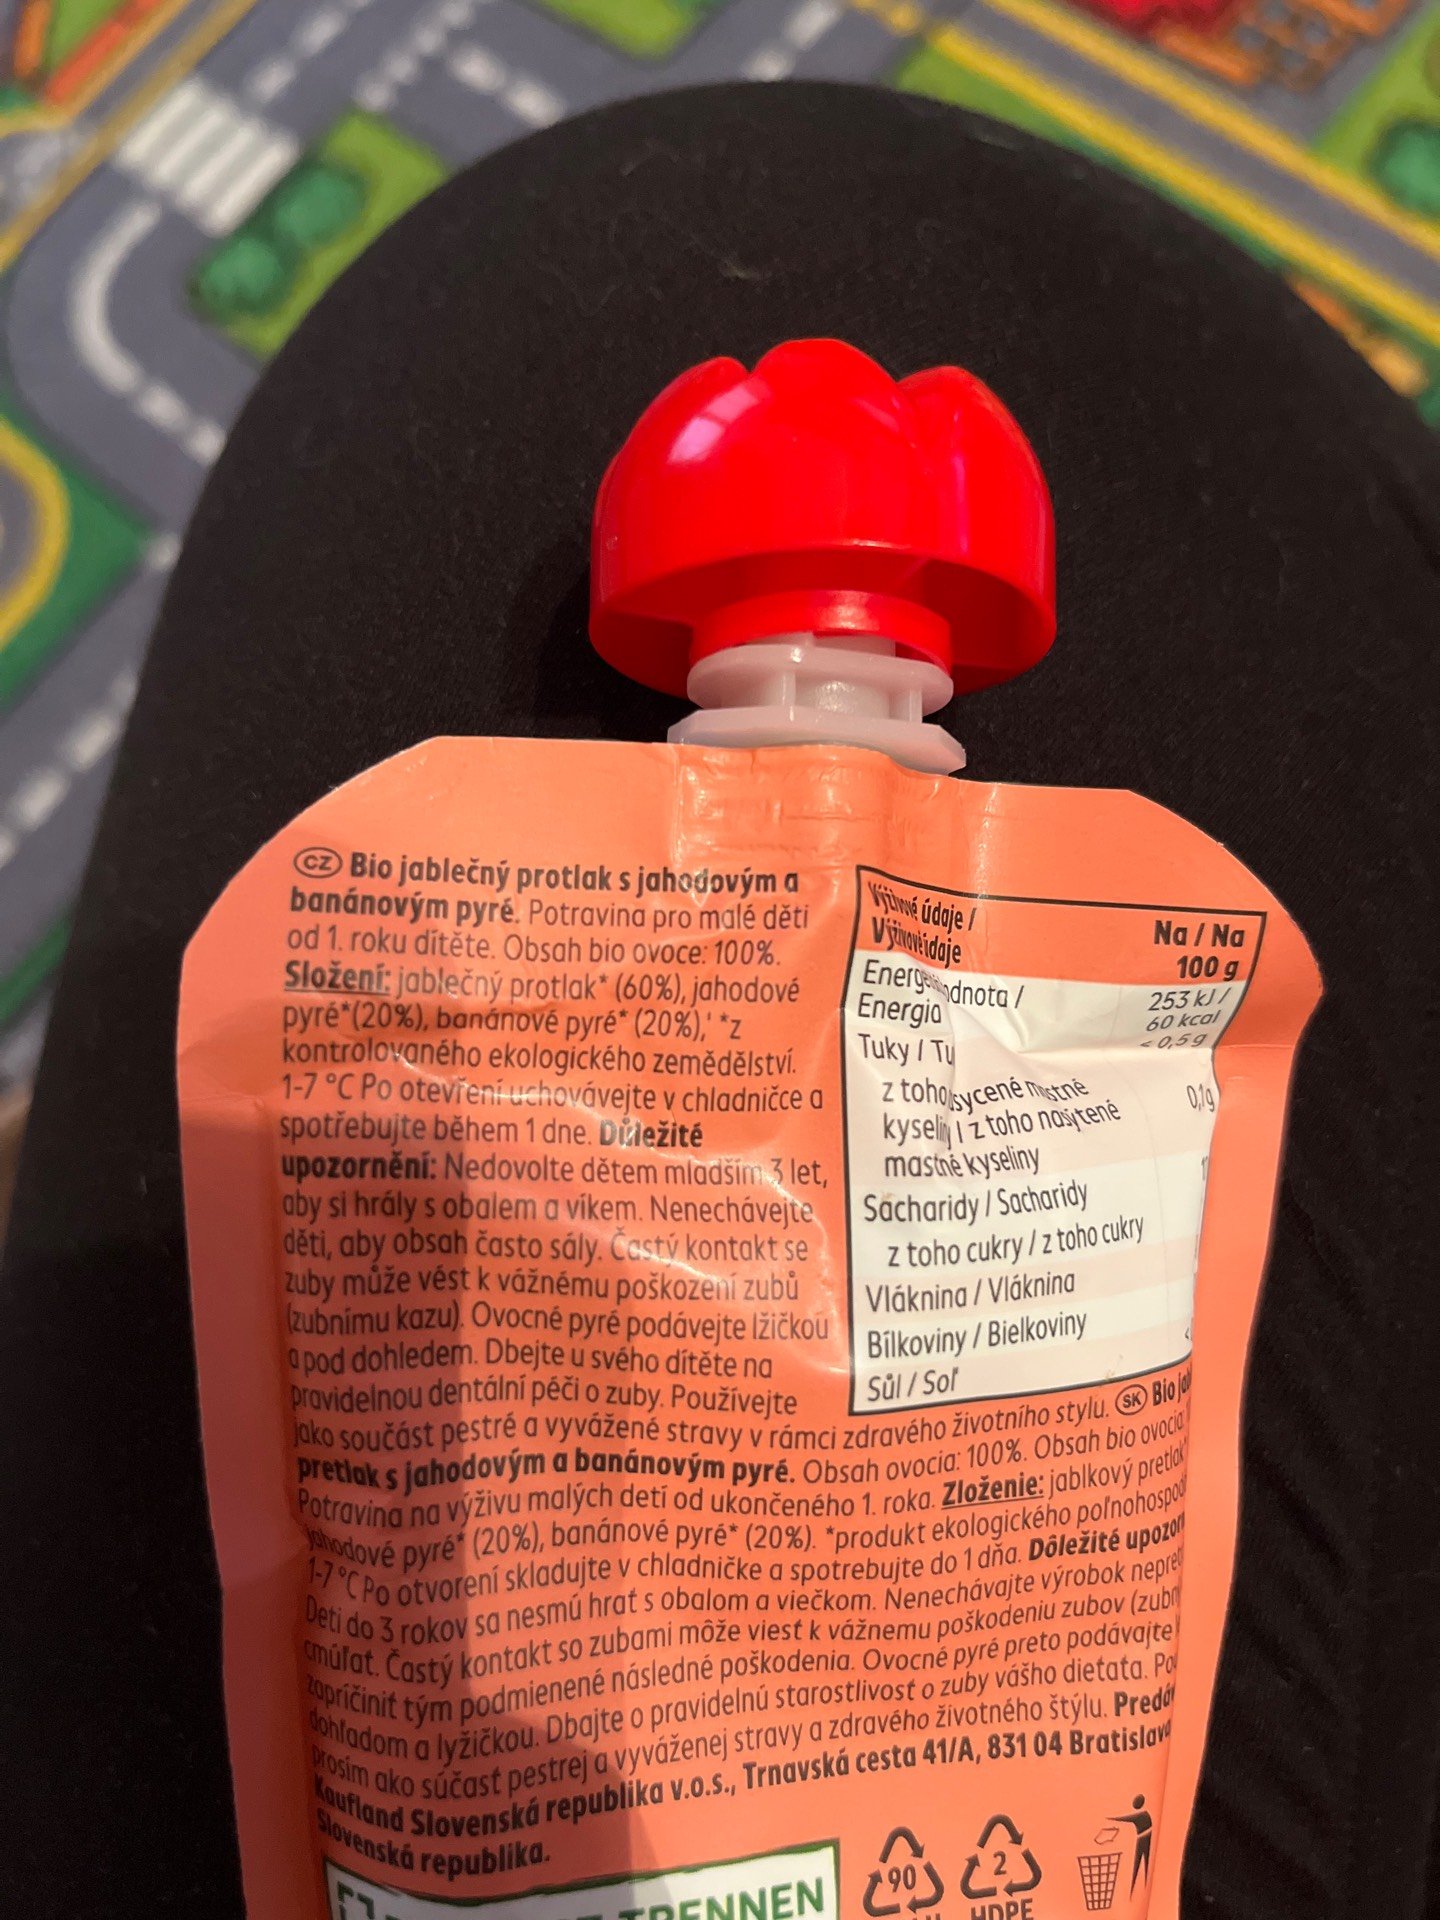 CZ Bio jablečný protlak s jahodovým a
banánovým pyré. Potravina pro malé děti
od 1. roku dítěte. Obsah bio ovoce: 100%.
Složení: jablečný protlak* (60%), jahodové
pyré*(20%), banánové pyré* (20%),' *z
kontrolovaného ekologického zemědělství.
1-7 °C Po otevření uchovávejte v chladničce a
spotřebujte během 1 dne. Důležité
upozornění: Nedovolte dětem mladším 3 let,
aby si hrály s obalem a víkem. Nenechávejte
děti, aby obsah často sály. Častý kontakt se
zuby může vést k vážnému poškození zubů
(zubnímu kazu). Ovocné pyré podávejte lžičkou
a pod dohledem. Dbejte u svého dítěte na
pravidelnou dentální péči o zuby. Používejte
jako součást pestré a vyvážené stravy v rámci zdravého životního stylu. SK Bio
pretlak s jahodovým a banánovým pyré. Obsah ovocia: 100%. Obsah bio ovocia:
Potravina na výživu malých detí od ukončeného 1. roka. Zloženie: jablkový pretlak*
jahodové pyré* (20%), banánové pyré* (20%). *produkt ekologického
1-7 °C Po otvorení skladujte v chladničke a spotrebujte do 1 dňa. Dôležité
Deti do 3 rokov sa nesmú hrať s obalom a viečkom. Nenechávajte výrobok
cmúľať. Častý kontakt so zubami môže viesť k vážnemu poškodeniu zubov
zapríčiniť tým podmienené následné poškodenia. Ovocné pyré preto podávajte
dohľadom a lyžičkou. Dbajte o pravidelnú starostlivosť o zuby vášho dieťaťa.
prosím ako súčasť pestrej a vyváženej stravy a zdravého životného štýlu.
Kaufland Slovenská republika v.o.s., Trnavská cesta 41/A, 831 04 Bratislava
Slovenská republika.
Výživové údaje /
Výživové údaje
Na / Na
100 g
Energia
253 kJ /
60 kcal
Tuky /
< 0,5 g
z toho nasycené mastné
kyseliny / z toho nasýtené
mastné kyseliny
0,1g
Sacharidy / Sacharidy
z toho cukry / z toho cukry
Vláknina / Vláknina
Bílkoviny / Bielkoviny
Sůl / Soľ
TRENNEN
90
2
HDPE